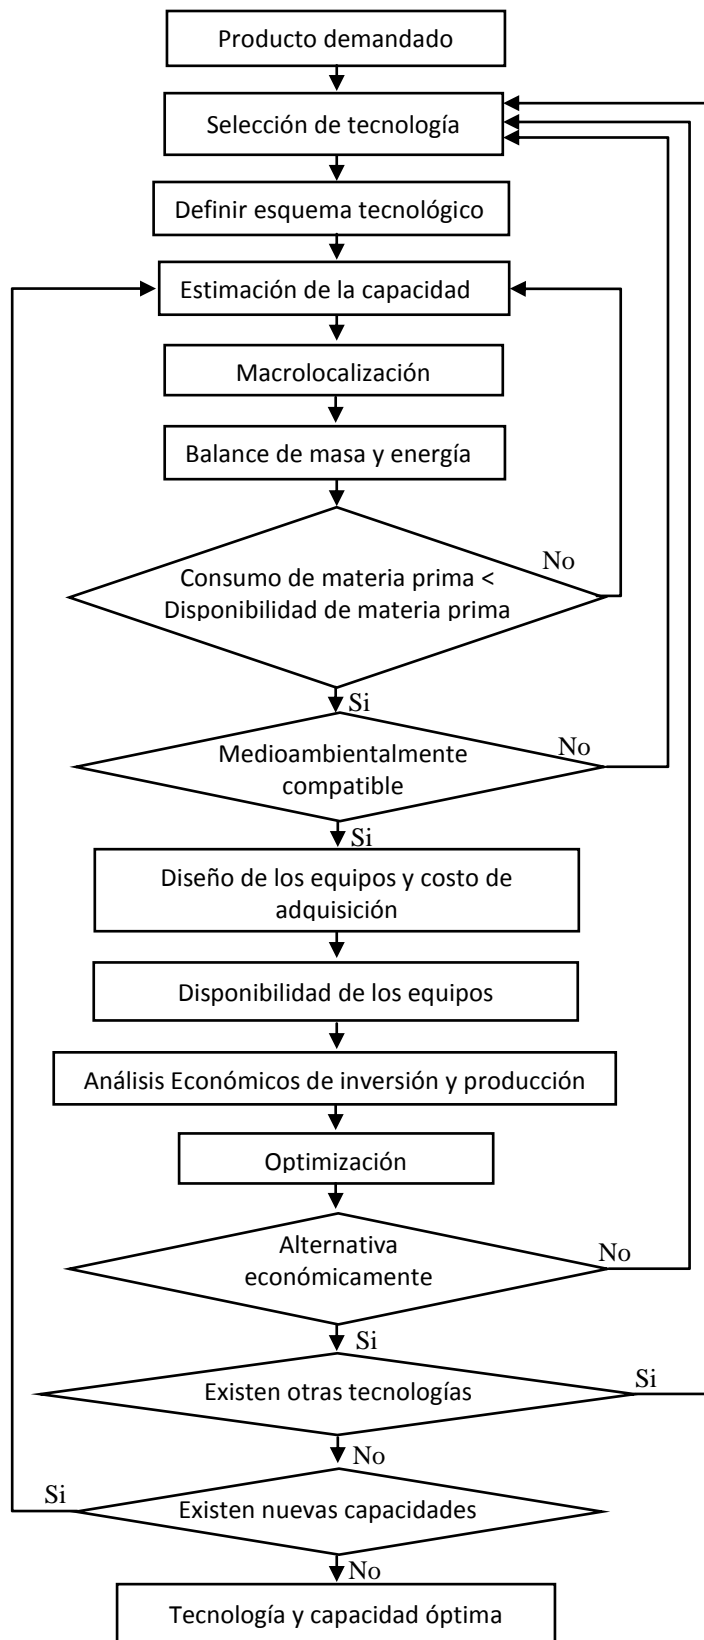 Producto demandado
Selección de tecnología
Definir esquema tecnológico
Estimación de la capacidad
Macrolocalización
Balance de masa y energía
No
Consumo de materia prima <
Disponibilidad de materia prima
Si
Medioambientalmente
compatible
No
Si
Diseño de los equipos y costo de
adquisición
Disponibilidad de los equipos
Análisis Económicos de inversión y producción
Optimización
Alternativa
económicamente
No
Si
Existen otras tecnologías
Si
No
Si
Existen nuevas capacidades
No
Tecnología y capacidad óptima